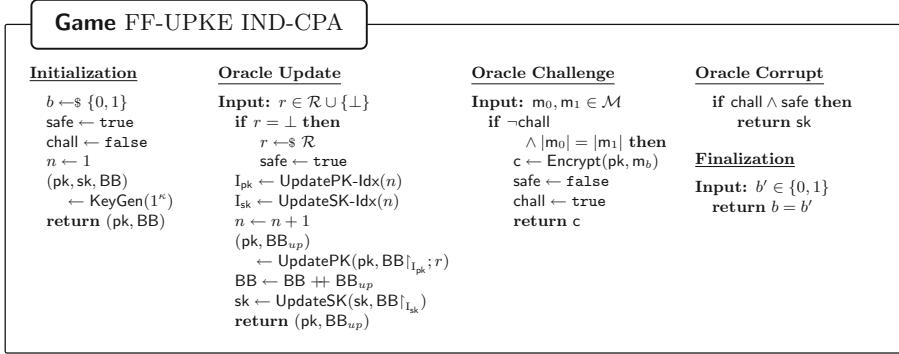 Game FF-UPKE IND-CPA
Initialization
b ←$ {0, 1}
safe ← true
chall ← false
n ← 1
(pk, sk, BB)
← KeyGen(1^κ)
return (pk, BB)
Oracle Update
Input: r ∈ R ∪ {⊥}
if r = ⊥ then
r ←$ R
safe ← true
I_pk ← UpdatePK-Idx(n)
I_sk ← UpdateSK-Idx(n)
n ← n + 1
(pk, BB_up)
← UpdatePK(pk, BB↾_{I_pk}; r)
BB ← BB ++ BB_up
sk ← UpdateSK(sk, BB↾_{I_sk})
return (pk, BB_up)
Oracle Challenge
Input: m_0, m_1 ∈ M
if ¬chall
∧ |m_0| = |m_1| then
c ← Encrypt(pk, m_b)
safe ← false
chall ← true
return c
Oracle Corrupt
if chall ∧ safe then
return sk
Finalization
Input: b′ ∈ {0, 1}
return b = b′